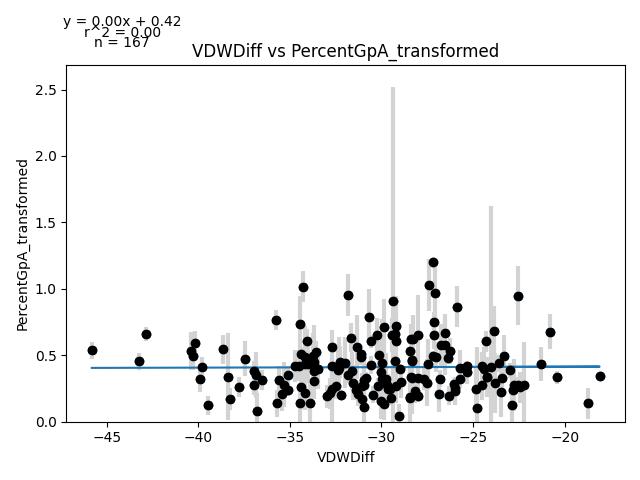 y = 0.00x + 0.42
r^2 = 0.00
n = 167
VDWDiff vs PercentGpA_transformed
PercentGpA_transformed
2.5
2.0
1.5
1.0
0.5
0.0
−45
−40
−35
−30
−25
−20
VDWDiff